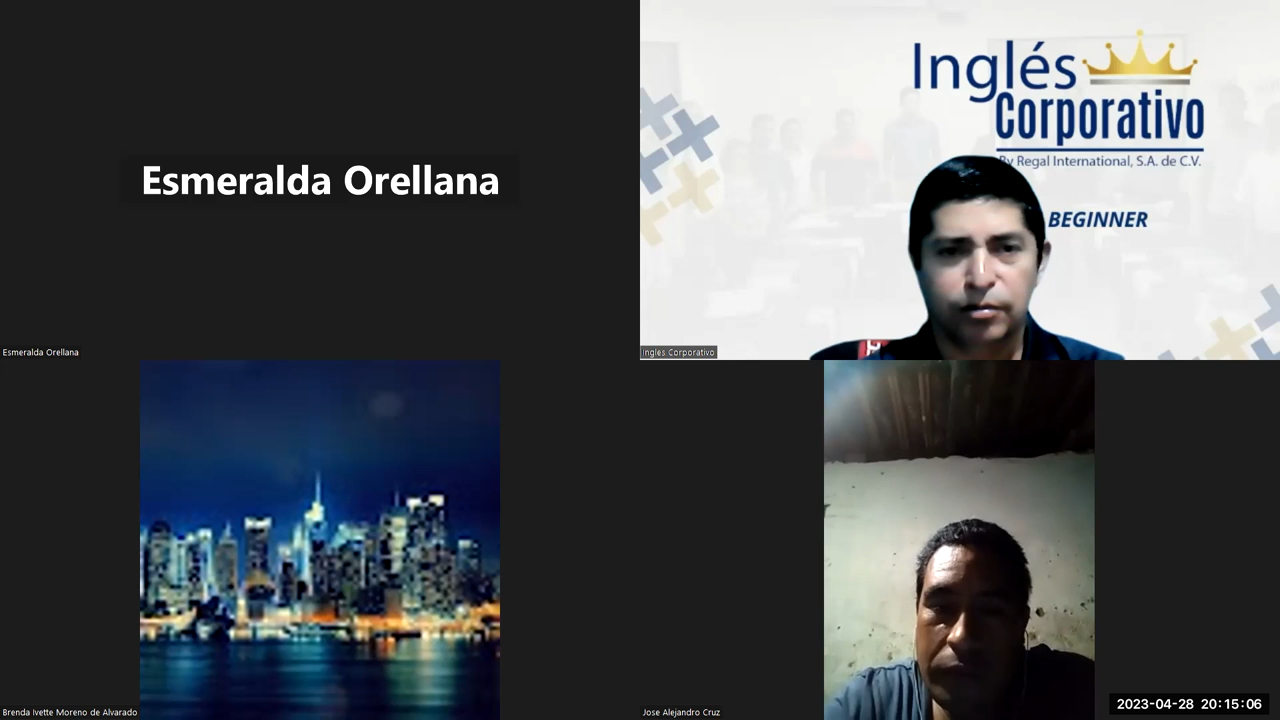 Esmeralda Orellana
Esmeralda Orellana
Inglés
Corporativo
By Regal International, S.A. de C.V.
BEGINNER
Ingles Corporativo
Brenda Ivette Moreno de Alvarado
Jose Alejandro Cruz
2023-04-28 20:15:06